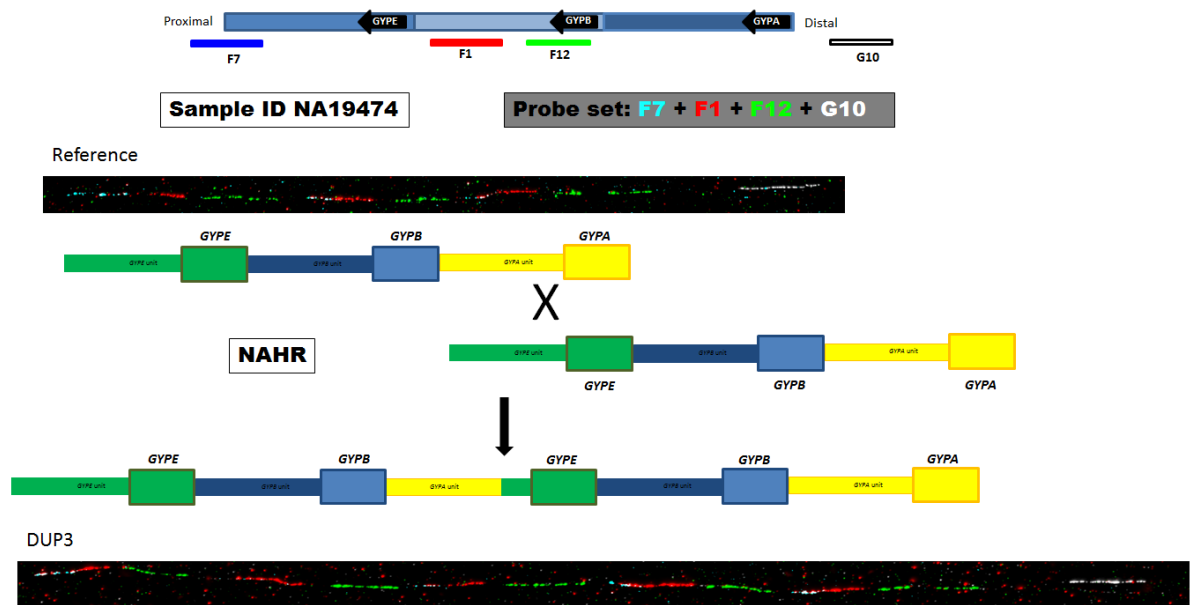 Proximal GYPE GYPB GYPA Distal
F7 F1 F12 G10
Sample ID NA19474 Probe set: F7 + F1 + F12 + G10
Reference
GYPE GYPB GYPA
GYPE unit GYPB unit GYPA unit
X
NAHR
GYPE unit GYPB unit GYPA unit
GYPE GYPB GYPA
GYPE GYPB GYPE GYPB GYPA
GYPE unit GYPB unit GYPA unit GYPB unit GYPA unit
DUP3